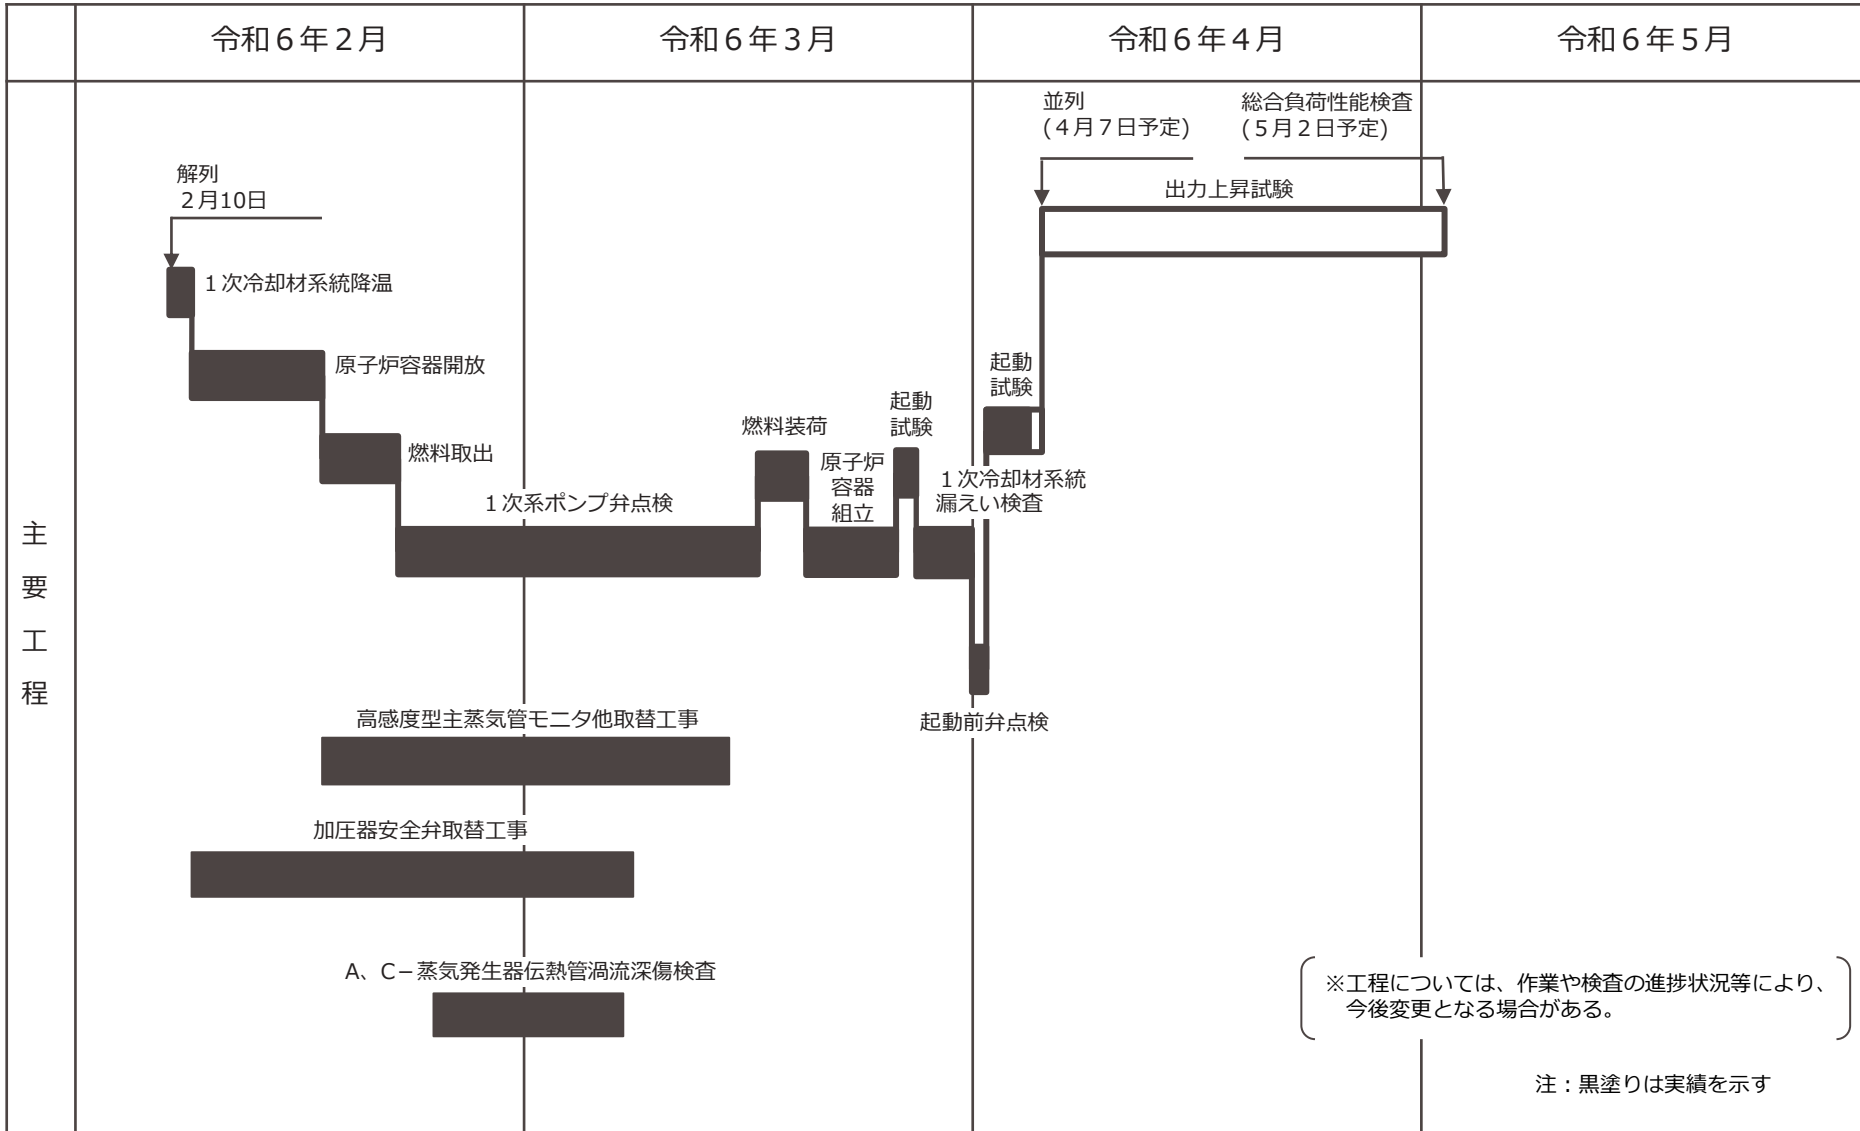 令和６年２月
令和６年３月
令和６年４月
令和６年５月
主要工程
並列
(４月７日予定)
総合負荷性能検査
(５月２日予定)
出力上昇試験
解列
２月10日
１次冷却材系統降温
原子炉容器開放
燃料取出
１次系ポンプ弁点検
燃料装荷
原子炉
容器
組立
起動
試験
１次冷却材系統
漏えい検査
起動
試験
起動前弁点検
高感度型主蒸気管モニタ他取替工事
加圧器安全弁取替工事
A、C－蒸気発生器伝熱管渦流深傷検査
※工程については、作業や検査の進捗状況等により、
今後変更となる場合がある。
注：黒塗りは実績を示す